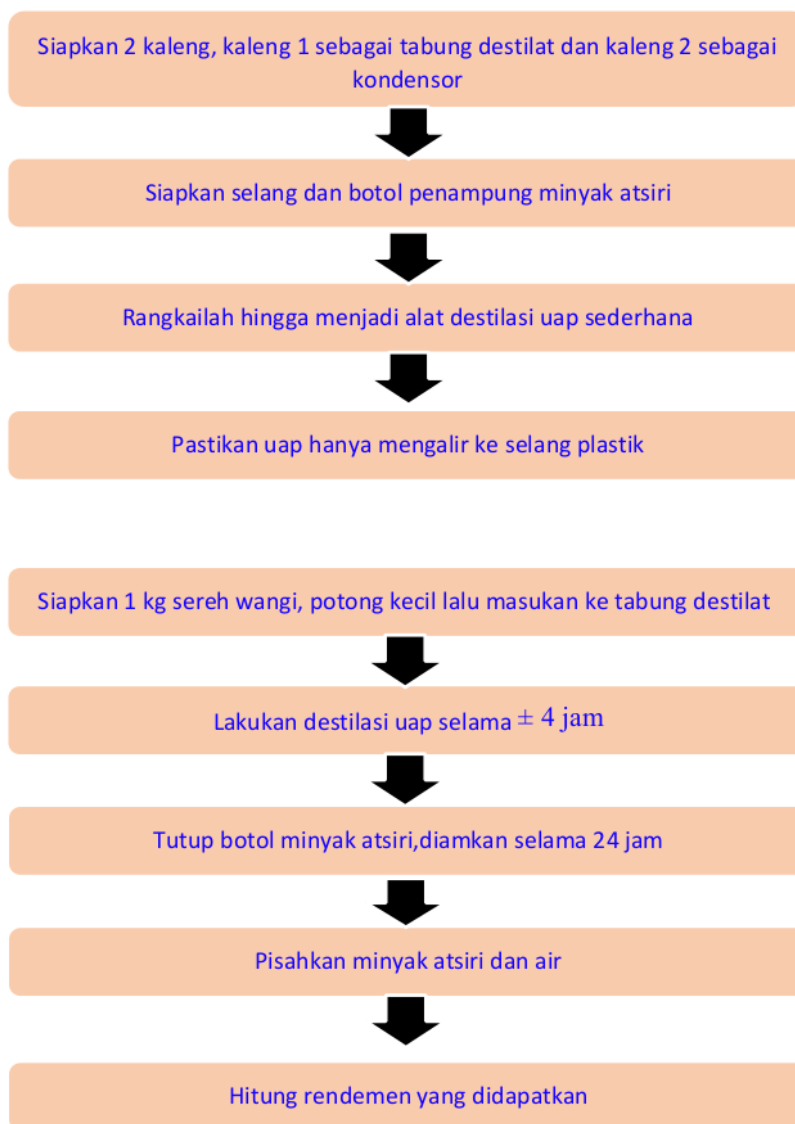 Siapkan 2 kaleng, kaleng 1 sebagai tabung destilat dan kaleng 2 sebagai
kondensor
Siapkan selang dan botol penampung minyak atsiri
Rangkailah hingga menjadi alat destilasi uap sederhana
Pastikan uap hanya mengalir ke selang plastik
Siapkan 1 kg sereh wangi, potong kecil lalu masukan ke tabung destilat
Lakukan destilasi uap selama ± 4 jam
Tutup botol minyak atsiri,diamkan selama 24 jam
Pisahkan minyak atsiri dan air
Hitung rendemen yang didapatkan